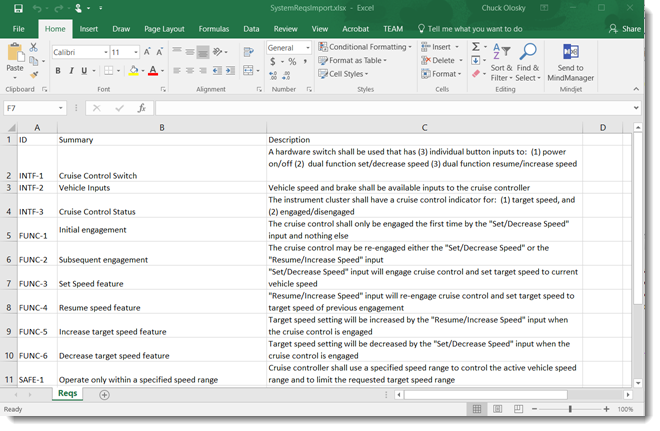 SystemReqsImport.xlsx - Excel
Chuck Olosky
File Home Insert Draw Page Layout Formulas Data Review View Acrobat TEAM Tell me what you want to do Share
Paste
Calibri 11
B I U
A A
General
$ % ,
Conditional Formatting
Format as Table
Cell Styles
Insert
Delete
Format
Sort & Filter
Find & Select
Send to MindManager
Clipboard Font Alignment Number Styles Cells Editing Mindjet
F7 fx
A B C D
1 ID Summary Description
A hardware switch shall be used that has (3) individual button inputs to: (1) power
on/off (2) dual function set/decrease speed (3) dual function resume/increase speed
2 INTF-1 Cruise Control Switch
3 INTF-2 Vehicle Inputs Vehicle speed and brake shall be available inputs to the cruise controller
The instrument cluster shall have a cruise control indicator for: (1) target speed, and
4 INTF-3 Cruise Control Status (2) engaged/disengaged
The cruise control shall only be engaged the first time by the "Set/Decrease Speed"
5 FUNC-1 Initial engagement input and nothing else
The cruise control may be re-engaged either the "Set/Decrease Speed" or the
6 FUNC-2 Subsequent engagement "Resume/Increase Speed" input
"Set/Decrease Speed" input will engage cruise control and set target speed to current
7 FUNC-3 Set Speed feature vehicle speed
"Resume/Increase Speed" input will re-engage cruise control and set target speed to
8 FUNC-4 Resume speed feature target speed of previous engagement
Target speed setting will be increased by the "Resume/Increase Speed" input when
9 FUNC-5 Increase target speed feature the cruise control is engaged
Target speed setting will be decreased by the "Set/Decrease Speed" input when the
10 FUNC-6 Decrease target speed feature cruise control is engaged
Cruise controller shall use a specified speed range to control the active vehicle speed
11 SAFE-1 Operate only within a specified speed range range and to limit the requested target speed range
Reqs
Ready 100%